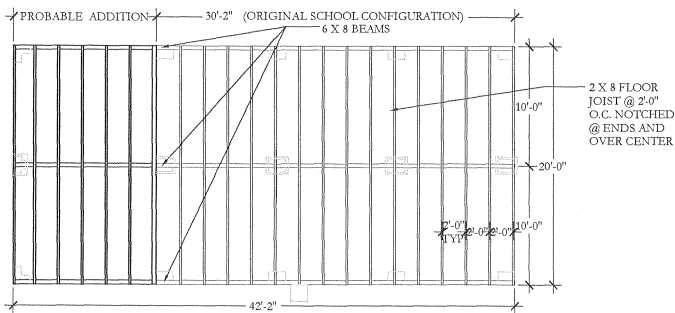 PROBABLE ADDITION
30'-2" (ORIGINAL SCHOOL CONFIGURATION)
6 X 8 BEAMS
2 X 8 FLOOR
JOIST @ 2'-0"
O.C. NOTCHED
@ ENDS AND
OVER CENTER
10'-0"
20'-0"
2'-0"
TYP
2'-0"
2'-0"
10'-0"
42'-2"